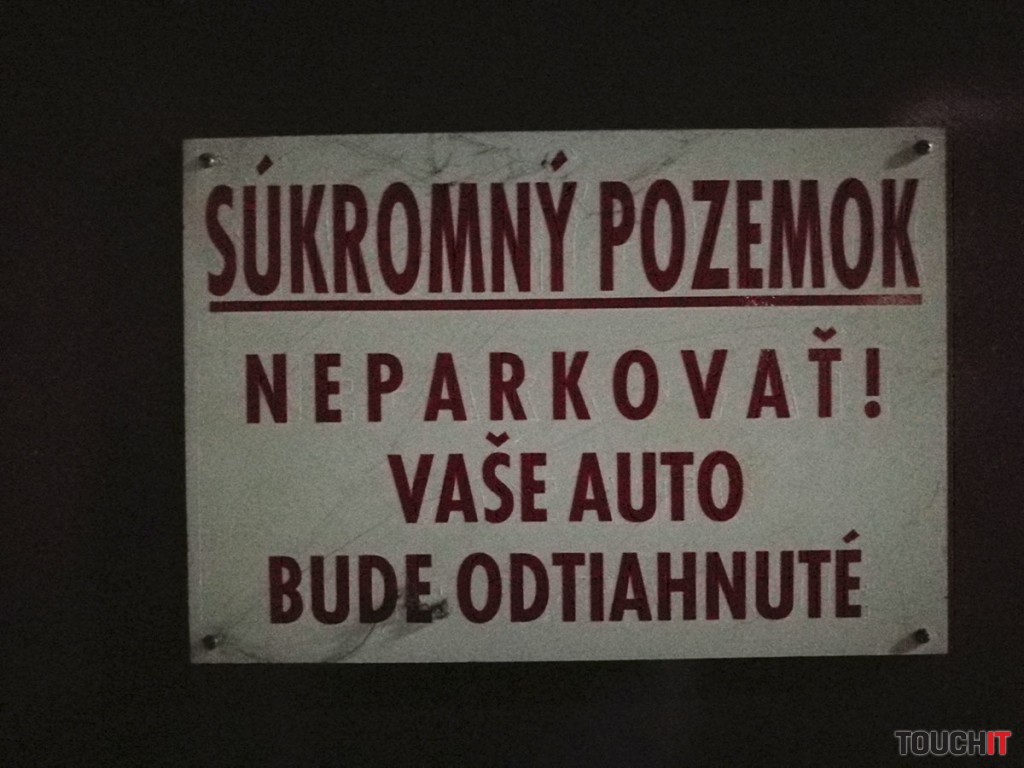 SÚKROMNÝ POZEMOK
NEPARKOVAŤ!
VAŠE AUTO
BUDE ODTIAHNUTÉ
TOUCHIT